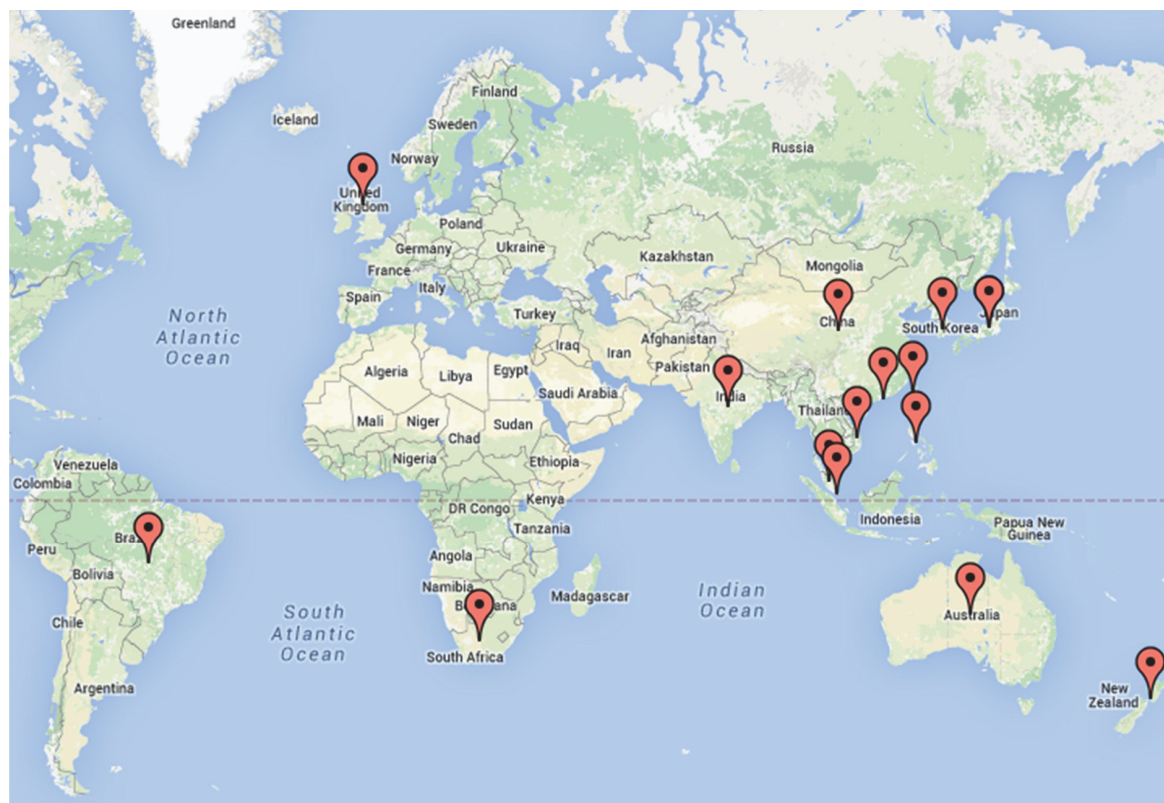 Greenland
Finland
Iceland
Sweden
Russia
Norway
United
Kingdom
Poland
Germany
Ukraine
Kazakhstan
Mongolia
France
Italy
Spain
North
Atlantic
Ocean
Turkey
China
South Korea
Japan
Afghanistan
Iraq
Iran
Pakistan
Algeria
Libya
Egypt
Saudi Arabia
India
Mali
Niger
Sudan
Thailand
Chad
Nigeria
Ethiopia
Venezuela
Colombia
Kenya
DR Congo
Indonesia
Tanzania
Papua New
Guinea
Brazil
Peru
Angola
Bolivia
Namibia
Botswana
Madagascar
Indian
Ocean
South
Atlantic
Ocean
Chile
Australia
South Africa
Argentina
New
Zealand